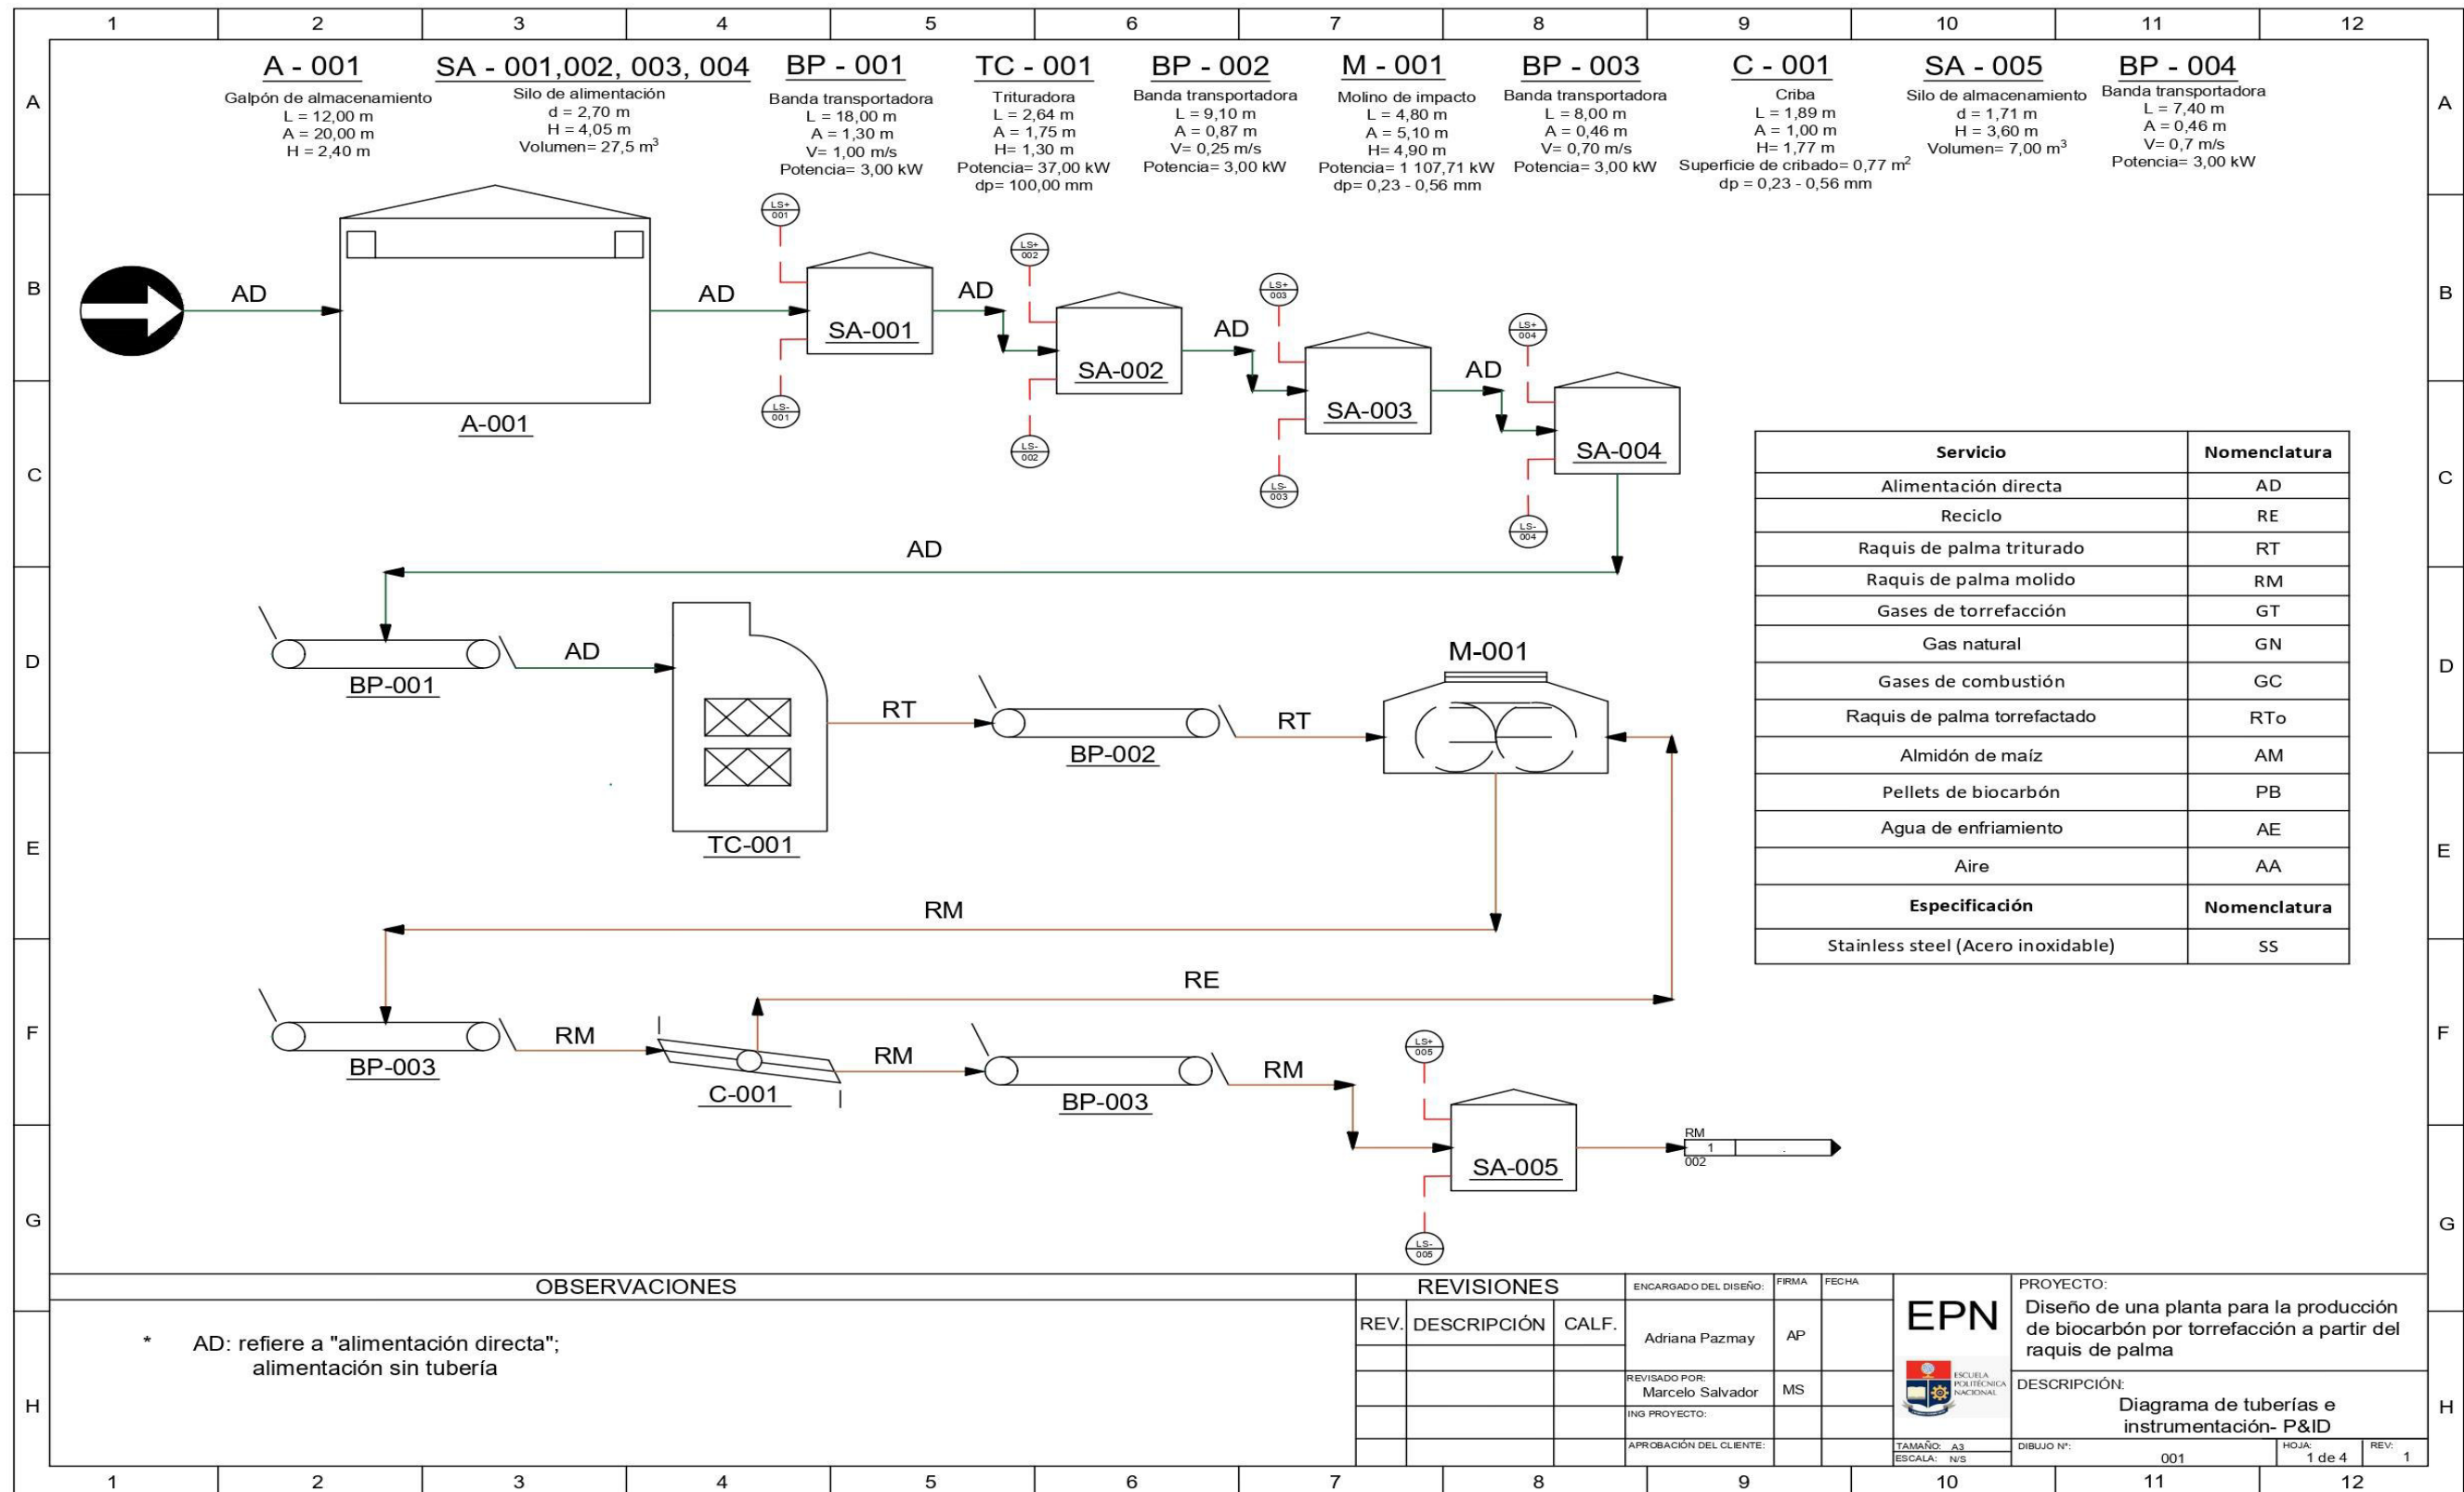 1 2 3 4 5 6 7 8 9 10 11 12
A
B
C
D
E
F
G
H
A - 001
Galpón de almacenamiento
L = 12,00 m
A = 20,00 m
H = 2,40 m
SA - 001,002, 003, 004
Silo de alimentación
d = 2,70 m
H = 4,05 m
Volumen= 27,5 m³
BP - 001
Banda transportadora
L = 18,00 m
A = 1,30 m
V= 1,00 m/s
Potencia= 3,00 kW
TC - 001
Trituradora
L = 2,64 m
A = 1,75 m
H= 1,30 m
Potencia= 37,00 kW
dp= 100,00 mm
BP - 002
Banda transportadora
L = 9,10 m
A = 0,87 m
V= 0,25 m/s
Potencia= 3,00 kW
M - 001
Molino de impacto
L = 4,80 m
A = 5,10 m
H= 4,90 m
Potencia= 1 107,71 kW
dp= 0,23 - 0,56 mm
BP - 003
Banda transportadora
L = 8,00 m
A = 0,46 m
V= 0,70 m/s
Potencia= 3,00 kW
C - 001
Criba
L = 1,89 m
A = 1,00 m
H= 1,77 m
Superficie de cribado= 0,77 m²
dp = 0,23 - 0,56 mm
SA - 005
Silo de almacenamiento
d = 1,71 m
H = 3,60 m
Volumen= 7,00 m³
BP - 004
Banda transportadora
L = 7,40 m
A = 0,46 m
V= 0,7 m/s
Potencia= 3,00 kW
AD
A-001
AD
LS+
001
SA-001
LS-
001
AD
LS+
002
SA-002
LS-
002
AD
LS+
003
SA-003
LS-
003
AD
LS+
004
SA-004
LS-
004
AD
BP-001
AD
TC-001
RT
BP-002
RT
M-001
RM
RE
BP-003
RM
C-001
RM
BP-003
RM
LS+
005
SA-005
LS-
005
RM
1
002
Servicio Nomenclatura
Alimentación directa AD
Reciclo RE
Raquis de palma triturado RT
Raquis de palma molido RM
Gases de torrefacción GT
Gas natural GN
Gases de combustión GC
Raquis de palma torrefactado RTo
Almidón de maíz AM
Pellets de biocarbón PB
Agua de enfriamiento AE
Aire AA
Especificación Nomenclatura
Stainless steel (Acero inoxidable) SS
A
B
C
D
E
F
G
H
OBSERVACIONES
* AD: refiere a "alimentación directa";
alimentación sin tubería
REVISIONES
REV. DESCRIPCIÓN CALF.
ENCARGADO DEL DISEÑO: FIRMA FECHA
Adriana Pazmay AP
REVISADO POR:
Marcelo Salvador MS
ING PROYECTO:
APROBACIÓN DEL CLIENTE:
EPN
ESCUELA
POLITÉCNICA
NACIONAL
TAMAÑO: A3
ESCALA: N/S
PROYECTO:
Diseño de una planta para la producción
de biocarbón por torrefacción a partir del
raquis de palma
DESCRIPCIÓN:
Diagrama de tuberías e
instrumentación- P&ID
DIBUJO N°:
001
HOJA:
1 de 4
REV:
1
1 2 3 4 5 6 7 8 9 10 11 12